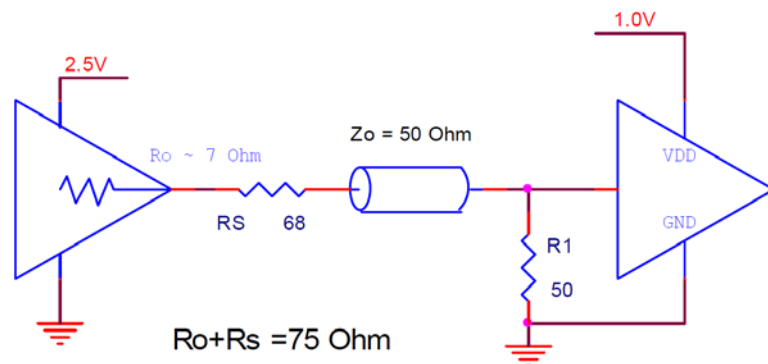 1.0V
2.5V
Zo = 50 Ohm
Ro ~ 7 Ohm
VDD
RS 68
GND
R1
50
Ro+Rs =75 Ohm